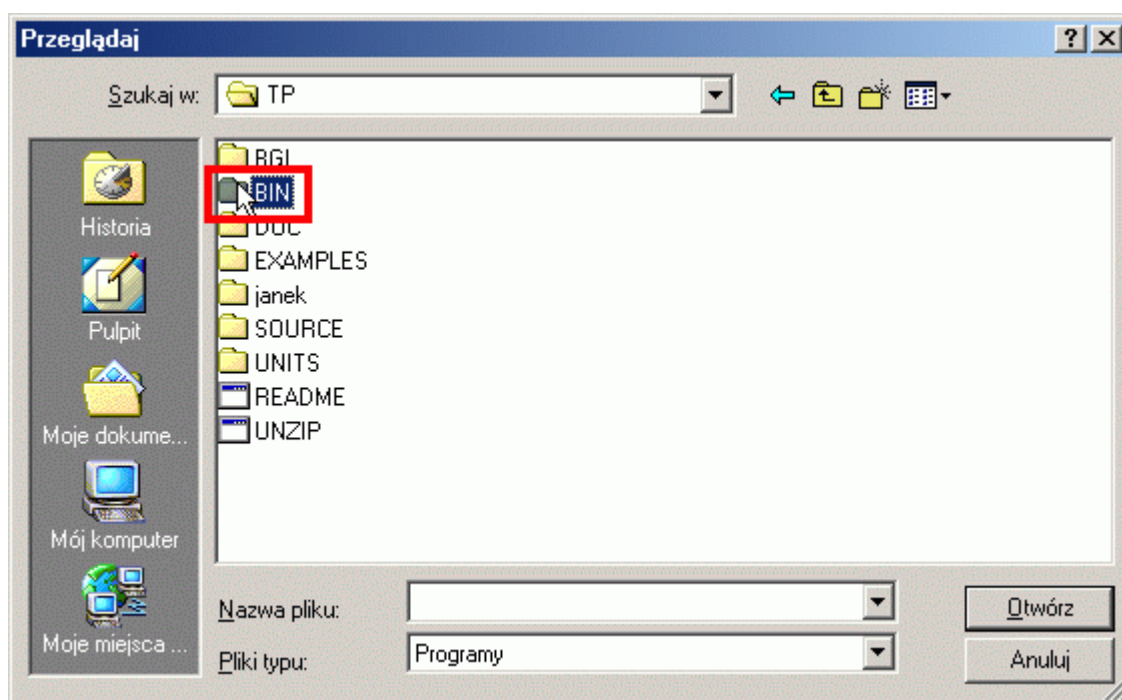 Przeglądaj
Szukaj w: TP
Historia
Pulpit
Moje dokume...
Mój komputer
Moje miejsca ...
BGI
BIN
DOC
EXAMPLES
janek
SOURCE
UNITS
README
UNZIP
Nazwa pliku:
Otwórz
Pliki typu: Programy
Anuluj